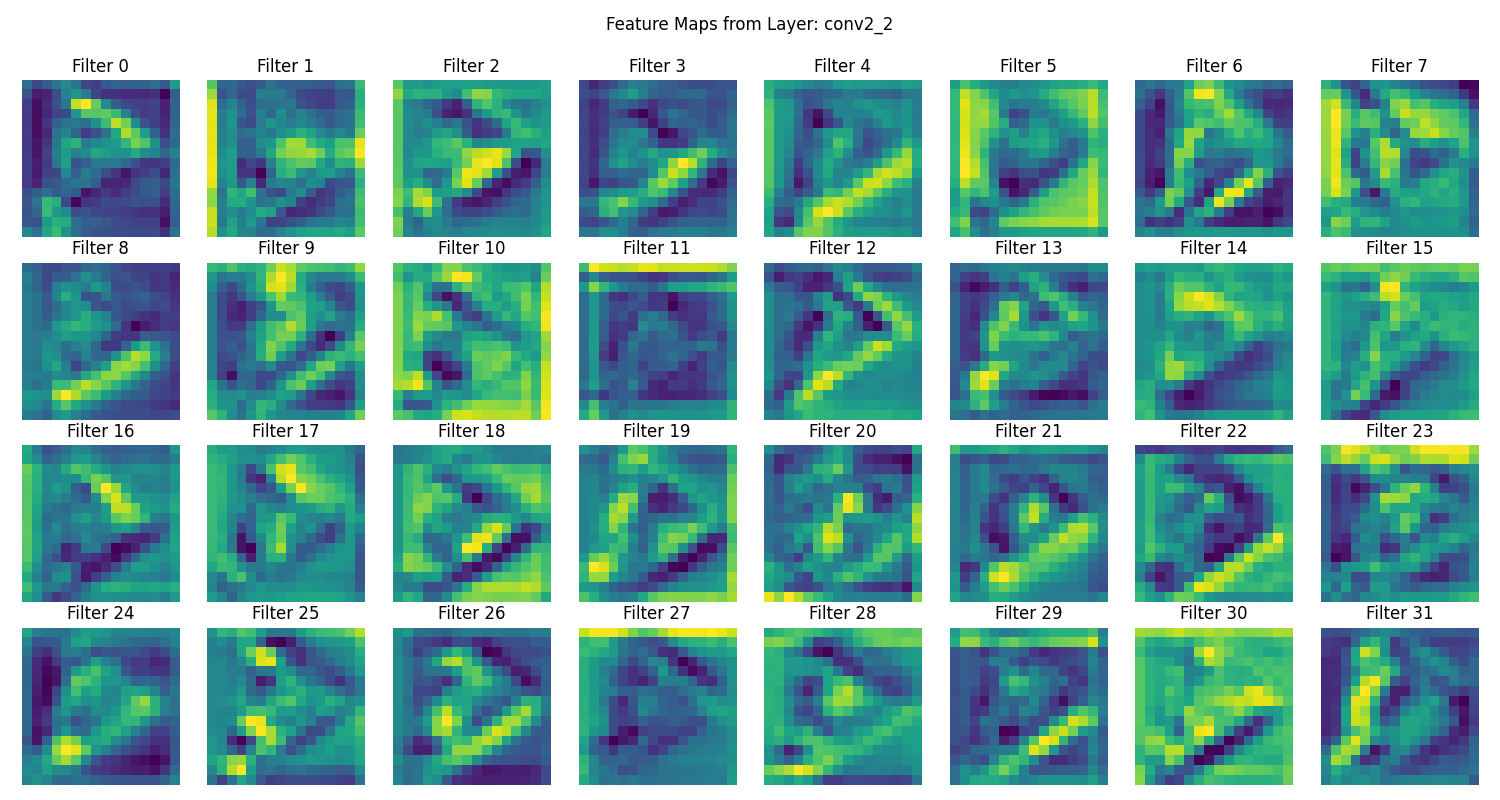 Feature Maps from Layer: conv2_2
Filter 0 Filter 1 Filter 2 Filter 3 Filter 4 Filter 5 Filter 6 Filter 7
Filter 8 Filter 9 Filter 10 Filter 11 Filter 12 Filter 13 Filter 14 Filter 15
Filter 16 Filter 17 Filter 18 Filter 19 Filter 20 Filter 21 Filter 22 Filter 23
Filter 24 Filter 25 Filter 26 Filter 27 Filter 28 Filter 29 Filter 30 Filter 31